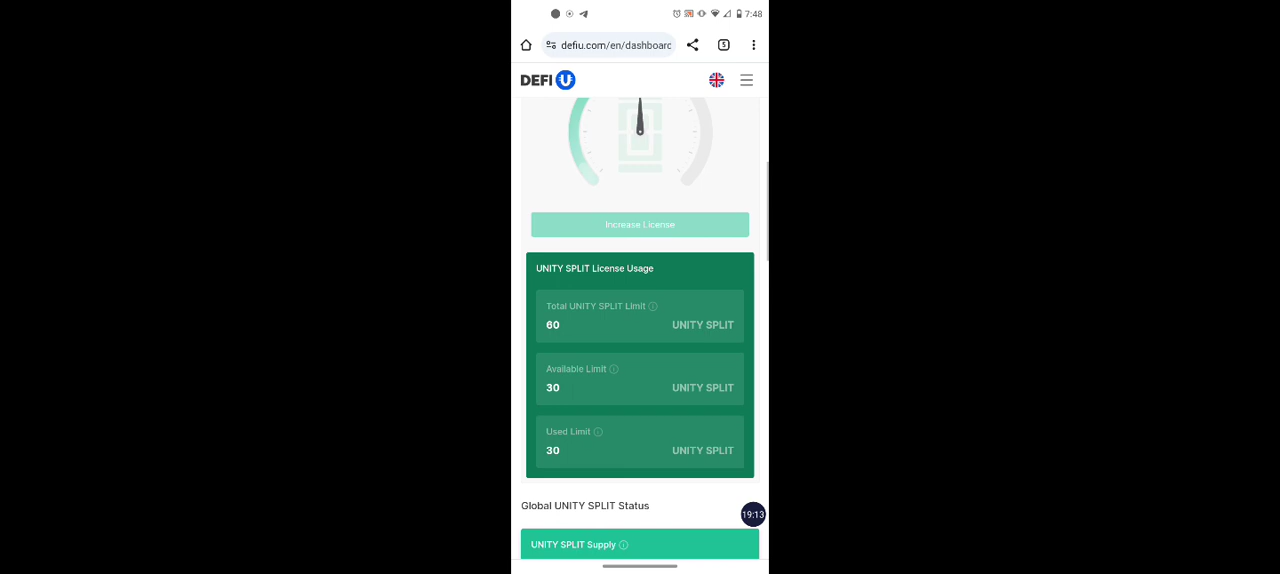 7:48
5
defiu.com/en/dashboard
DEFI U
Increase License
UNITY SPLIT License Usage
Total UNITY SPLIT Limit
60 UNITY SPLIT
Available Limit
30 UNITY SPLIT
Used Limit
30 UNITY SPLIT
Global UNITY SPLIT Status
19:13
UNITY SPLIT Supply